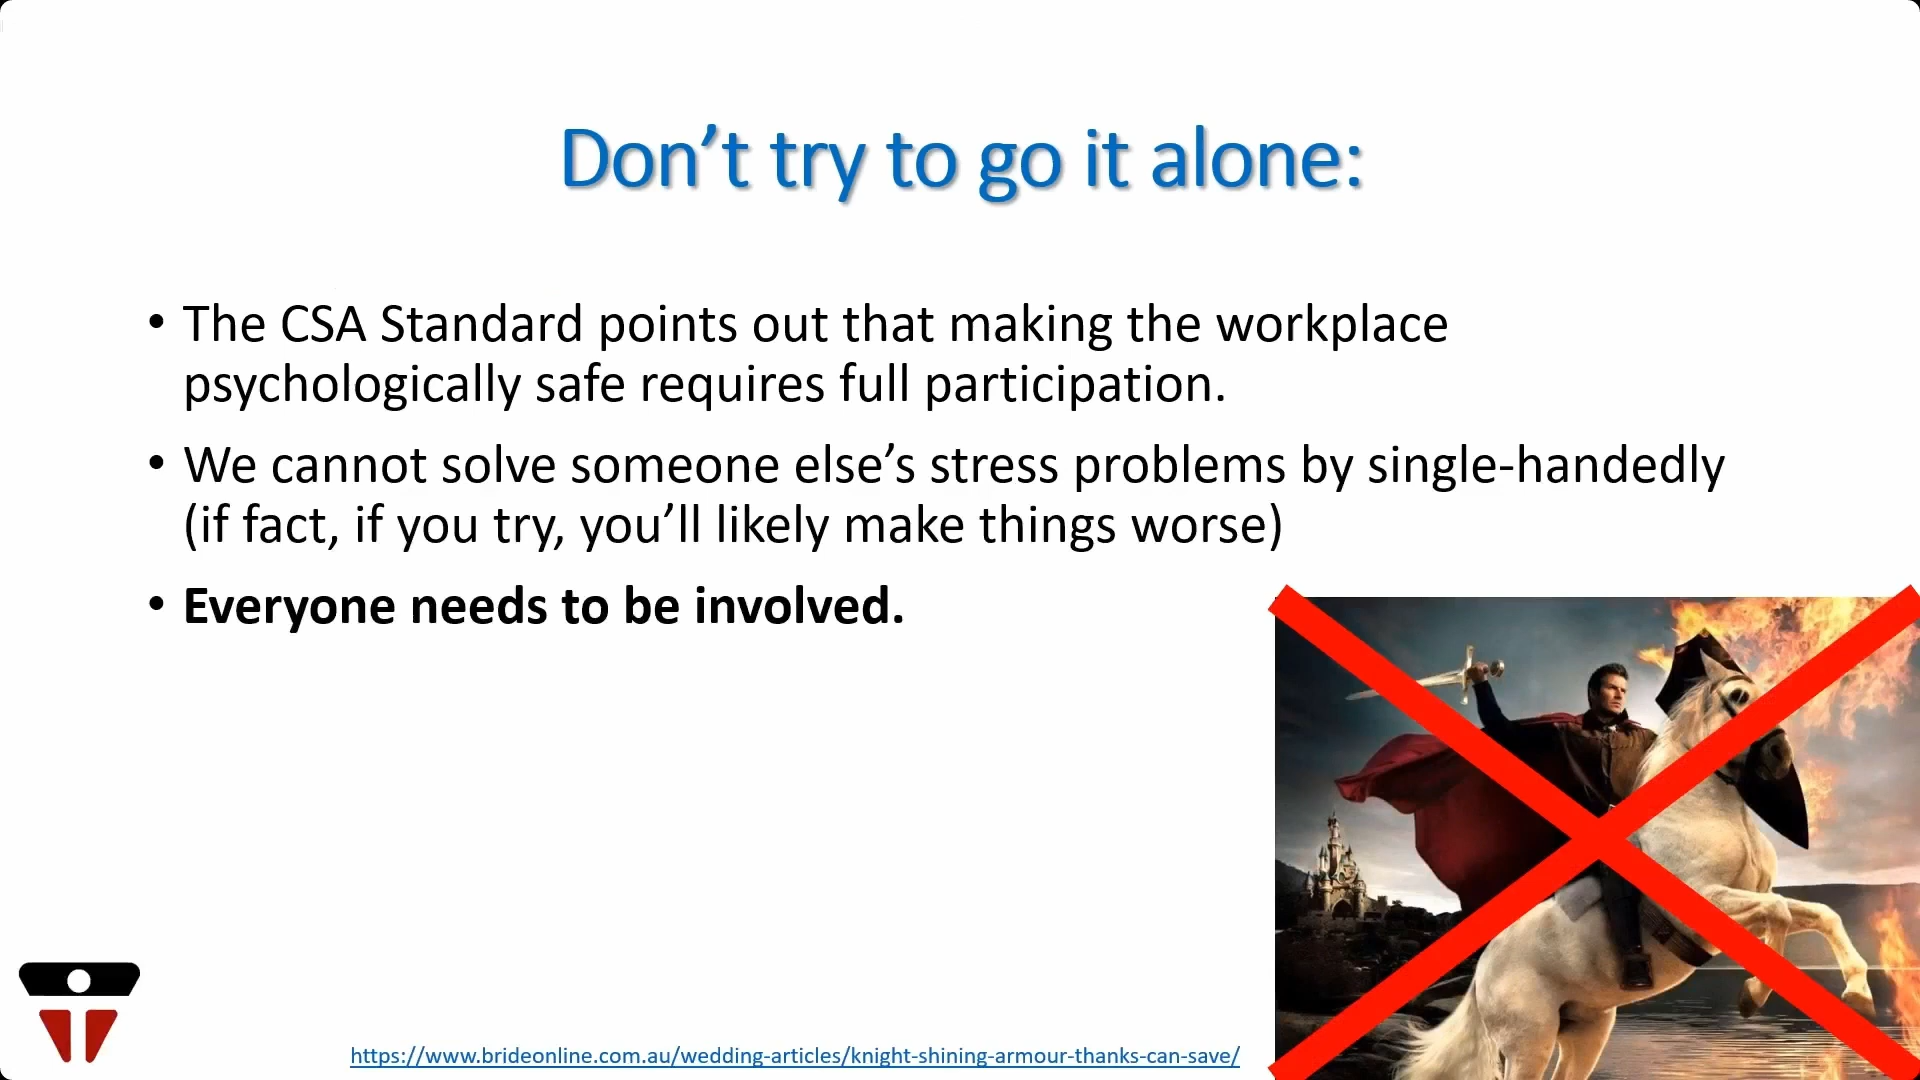 Don’t try to go it alone:
• The CSA Standard points out that making the workplace
psychologically safe requires full participation.
• We cannot solve someone else’s stress problems by single-handedly
(if fact, if you try, you’ll likely make things worse)
• Everyone needs to be involved.
https://www.brideonline.com.au/wedding-articles/knight-shining-armour-thanks-can-save/